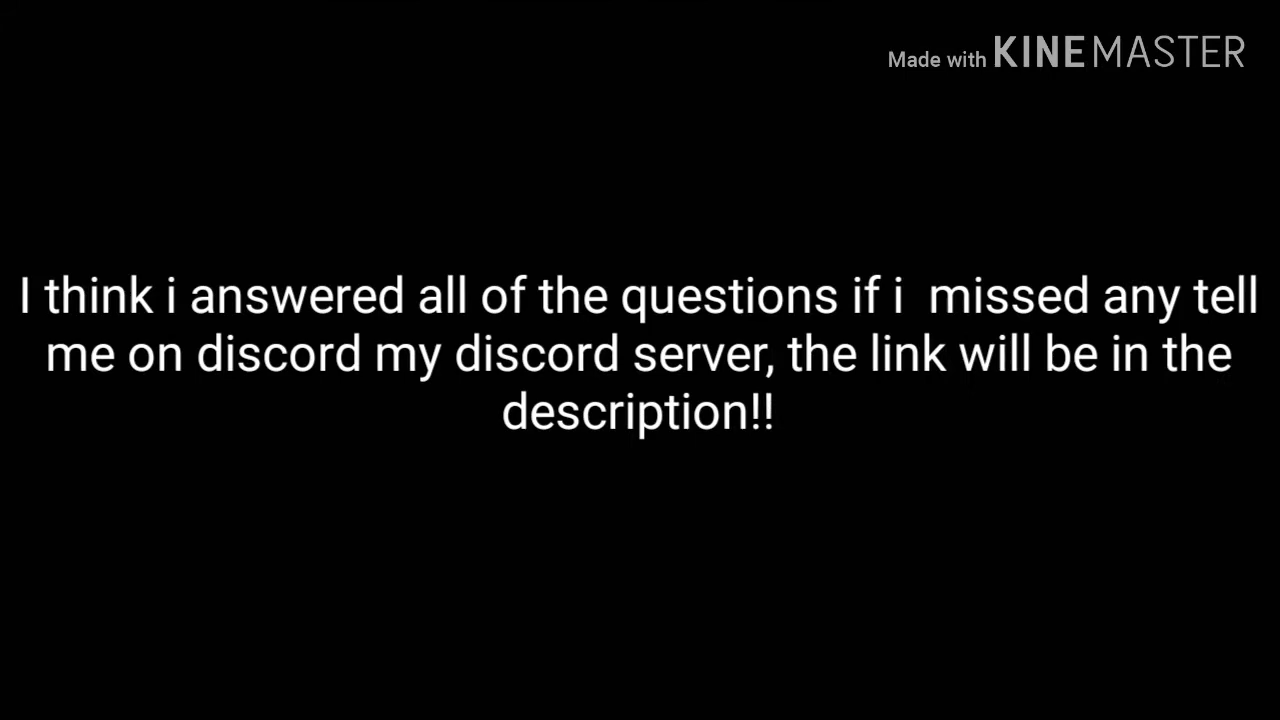 Made with KINEMASTER
I think i answered all of the questions if i  missed any tell
me on discord my discord server, the link will be in the
description!!